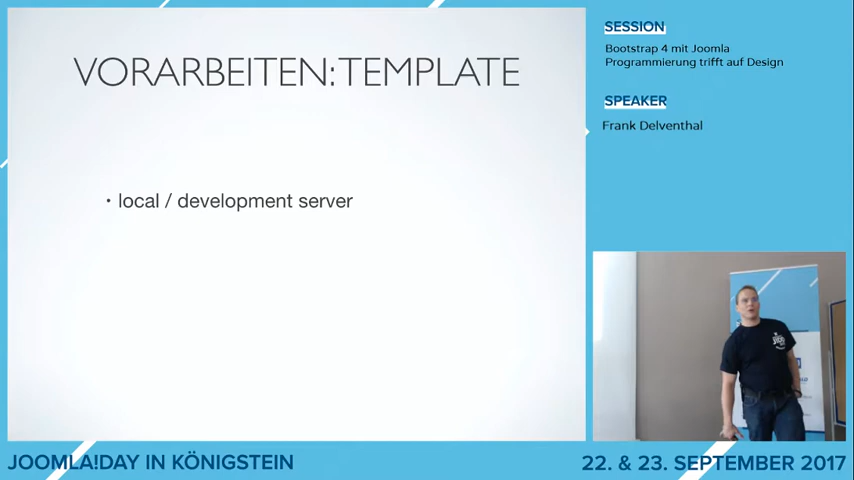 VORARBEITEN: TEMPLATE
• local / development server
SESSION
Bootstrap 4 mit Joomla
Programmierung trifft auf Design
SPEAKER
Frank Delventhal
JOOMLA!DAY IN KÖNIGSTEIN
22. & 23. SEPTEMBER 2017